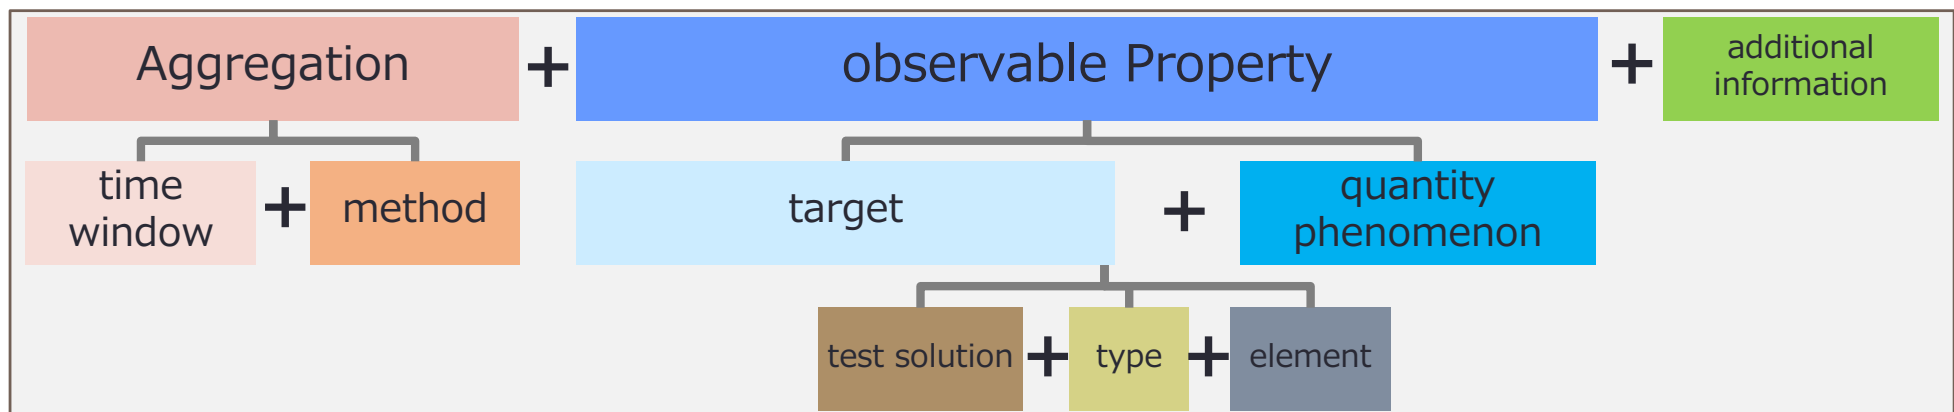 Aggregation + observable Property + additional
information
time
window + method target + quantity
phenomenon
test solution + type + element